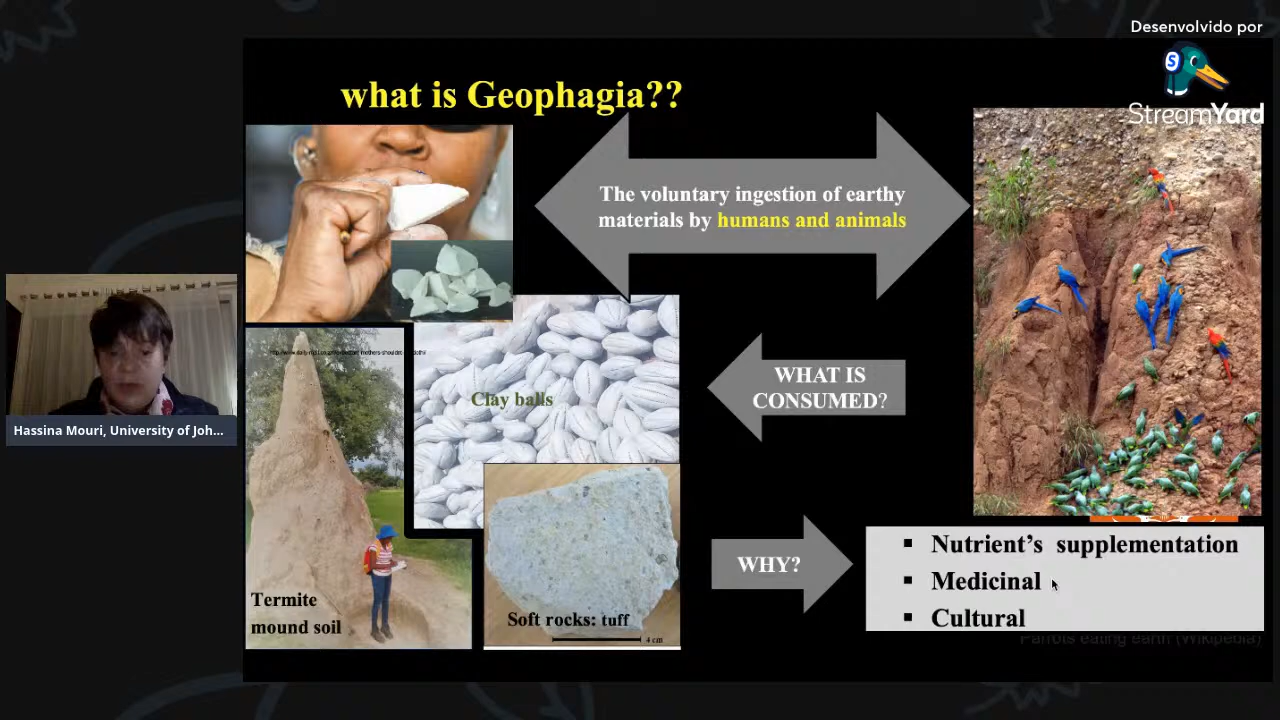 Desenvolvido por
StreamYard
what is Geophagia??
The voluntary ingestion of earthy
materials by humans and animals
WHAT IS
CONSUMED?
Clay balls
Termite
mound soil
Soft rocks: tuff
4 cm
WHY?
▪ Nutrient's supplementation
▪ Medicinal
▪ Cultural
Parrots eating earth (Wikipedia)
Hassina Mouri, University of Joh...